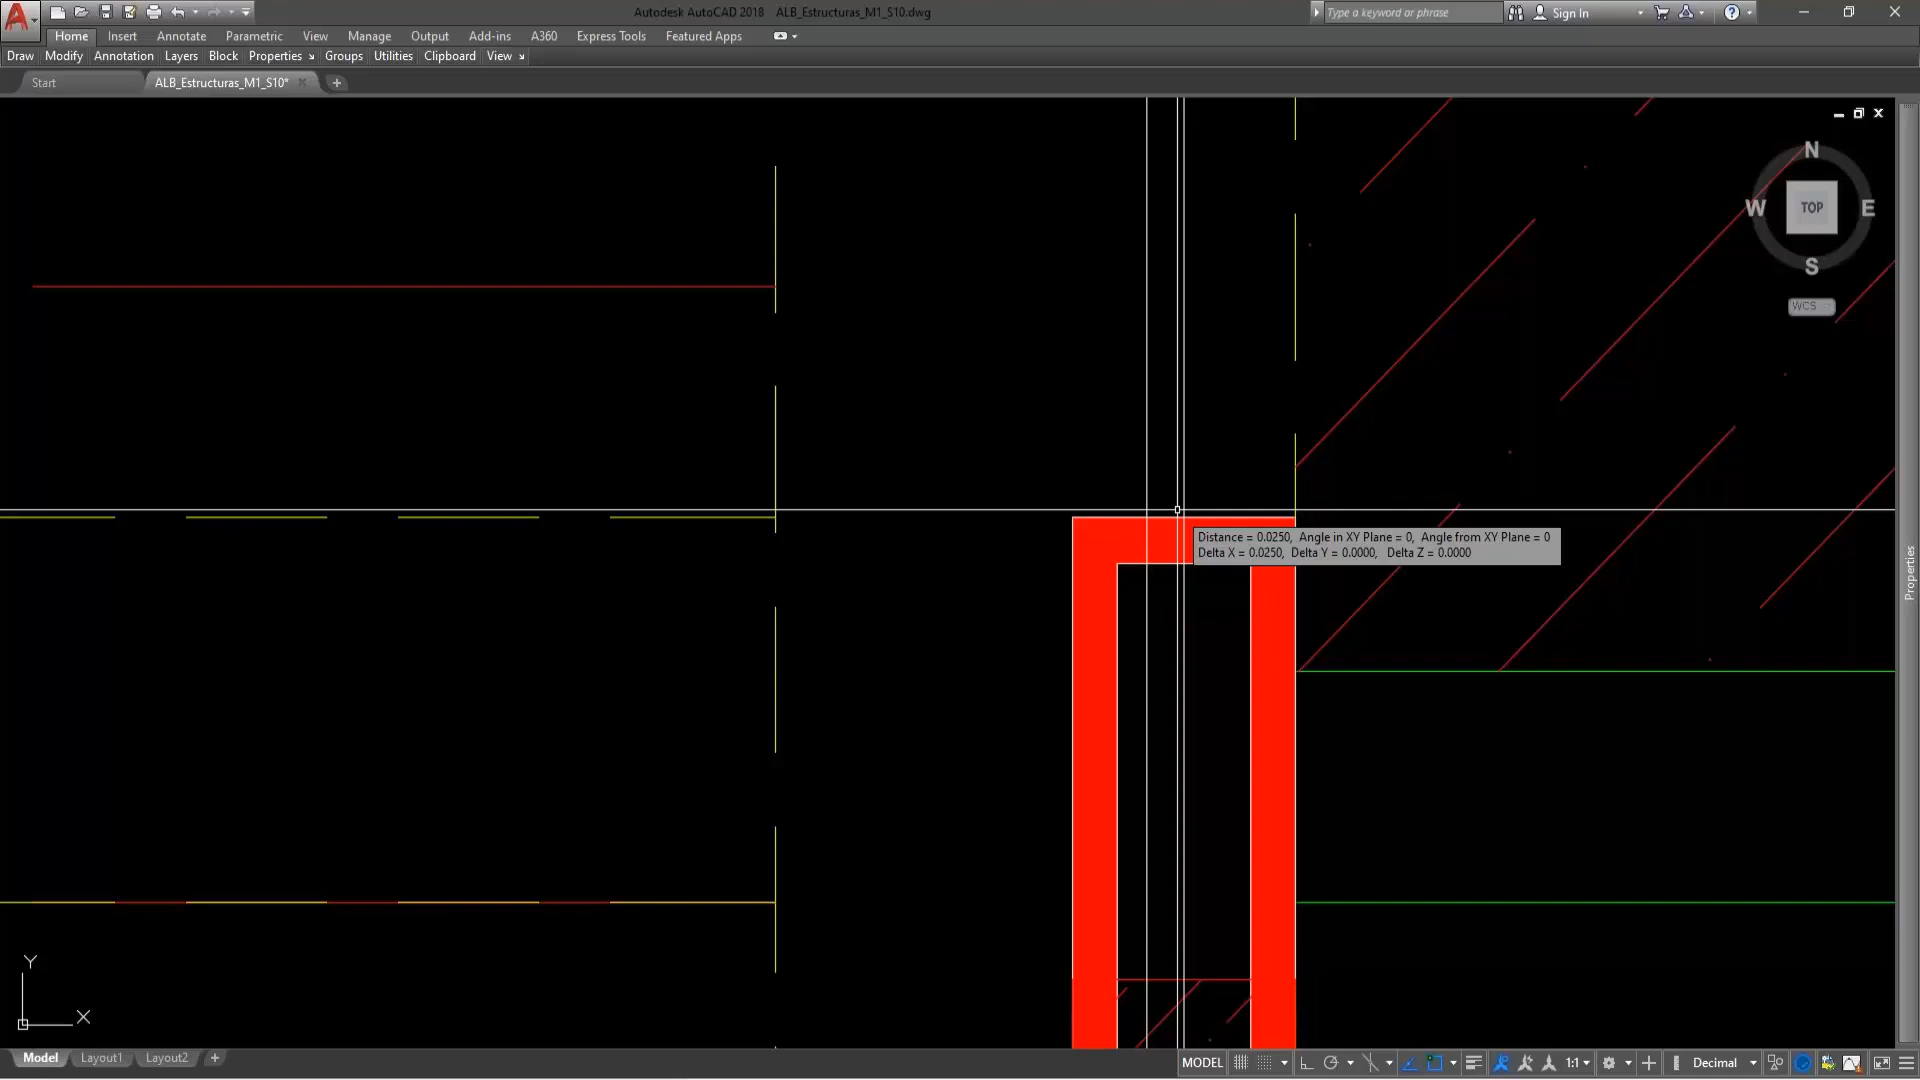 Autodesk AutoCAD 2018 ALB_Estructuras_M1_S10.dwg
Type a keyword or phrase
Sign In
Home Insert Annotate Parametric View Manage Output Add-ins A360 Express Tools Featured Apps
Draw Modify Annotation Layers Block Properties Groups Utilities Clipboard View
Start ALB_Estructuras_M1_S10*
N
W TOP E
S
WCS
Distance = 0.0250, Angle in XY Plane = 0, Angle from XY Plane = 0
Delta X = 0.0250, Delta Y = 0.0000, Delta Z = 0.0000
Properties
Y
X
Model Layout1 Layout2
MODEL 1:1 Decimal